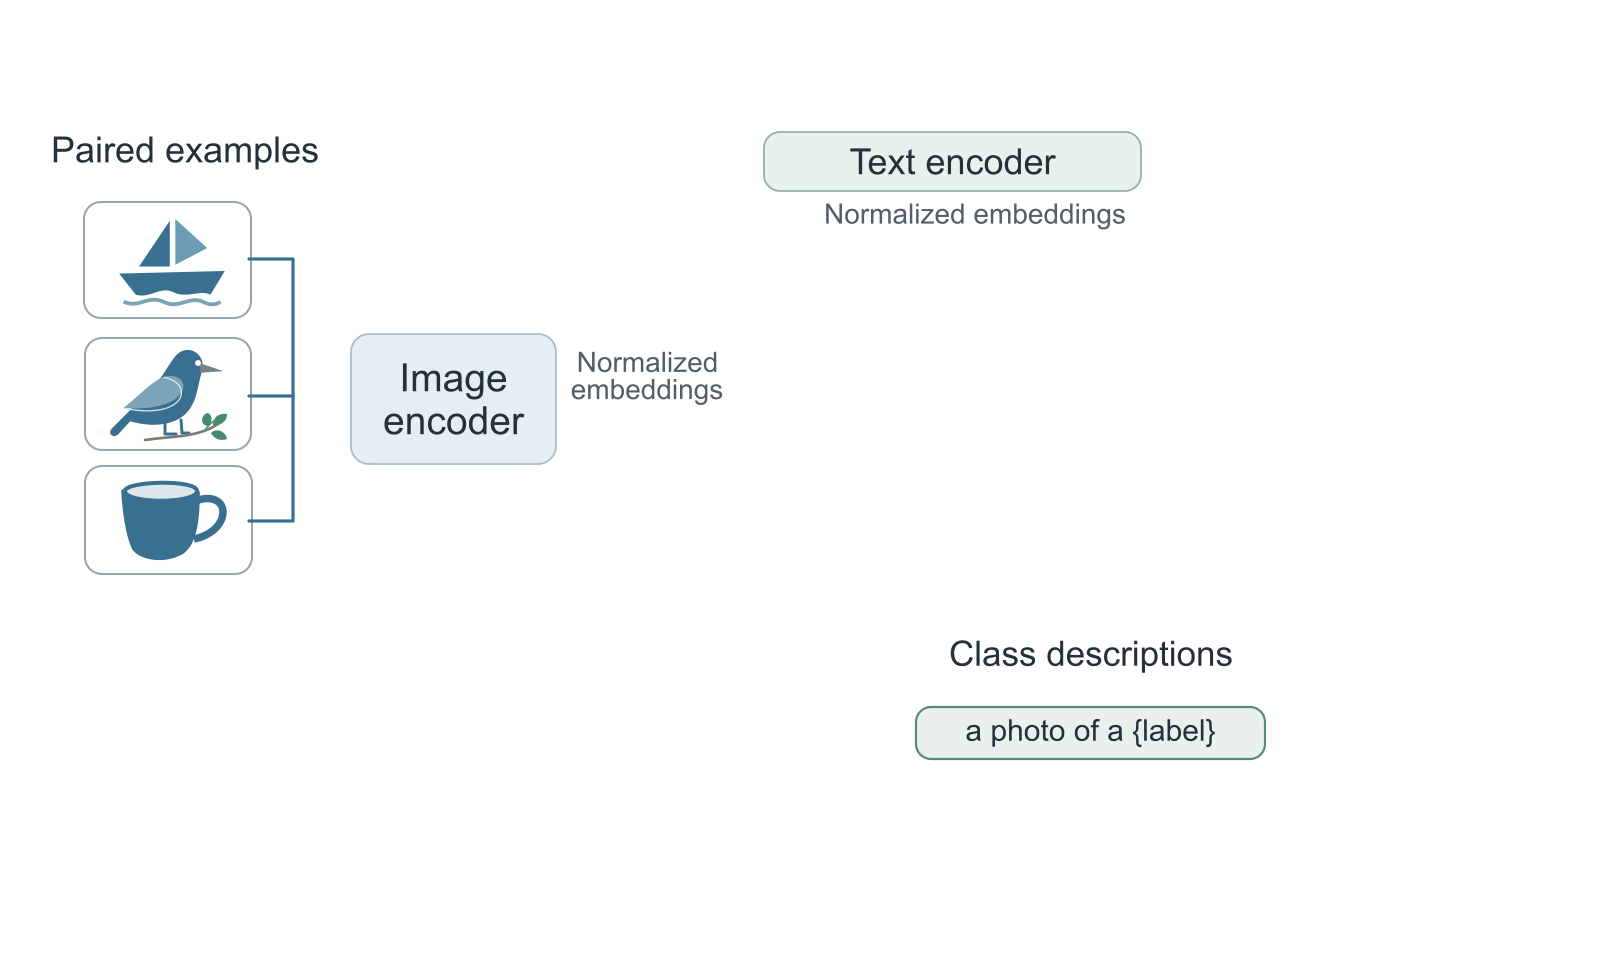 Paired examples
Text encoder
Normalized embeddings
Image
encoder
Normalized
embeddings
Class descriptions
a photo of a {label}